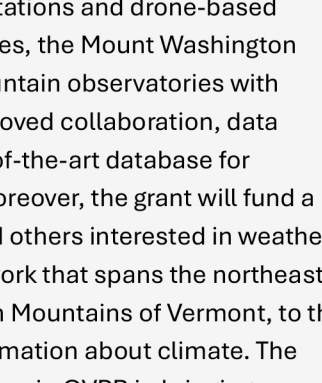 tations and drone-based
es, the Mount Washington
untain observatories with
oved collaboration, data
of-the-art database for
oreover, the grant will fund a
others interested in weathe
ork that spans the northeast
Mountains of Vermont, to th
mation about climate. The